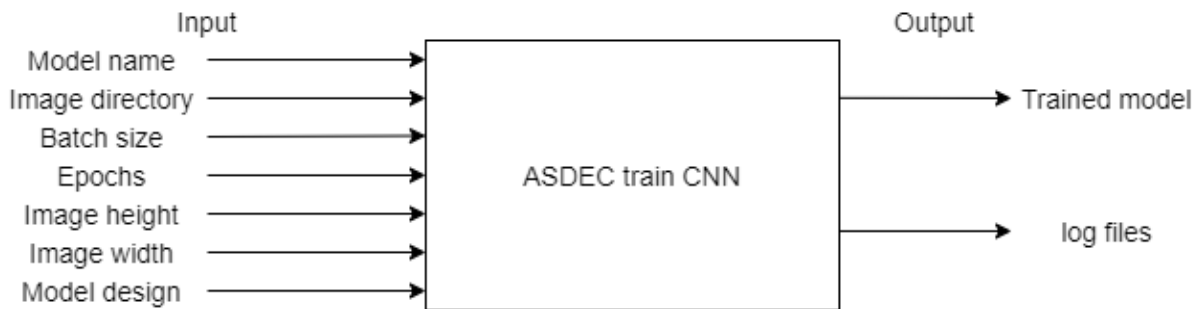 Input
Output
Model name
Image directory
Batch size
Epochs
Image height
Image width
Model design
ASDEC train CNN
Trained model
log files